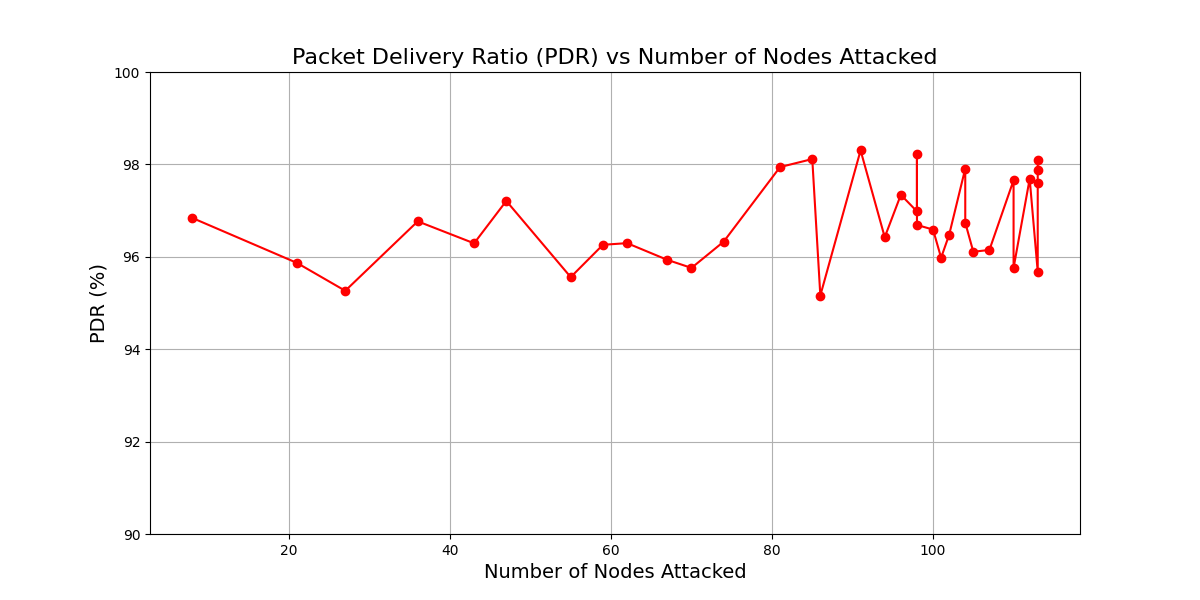 Packet Delivery Ratio (PDR) vs Number of Nodes Attacked
100
98
96
94
92
90
PDR (%)
20 40 60 80 100
Number of Nodes Attacked